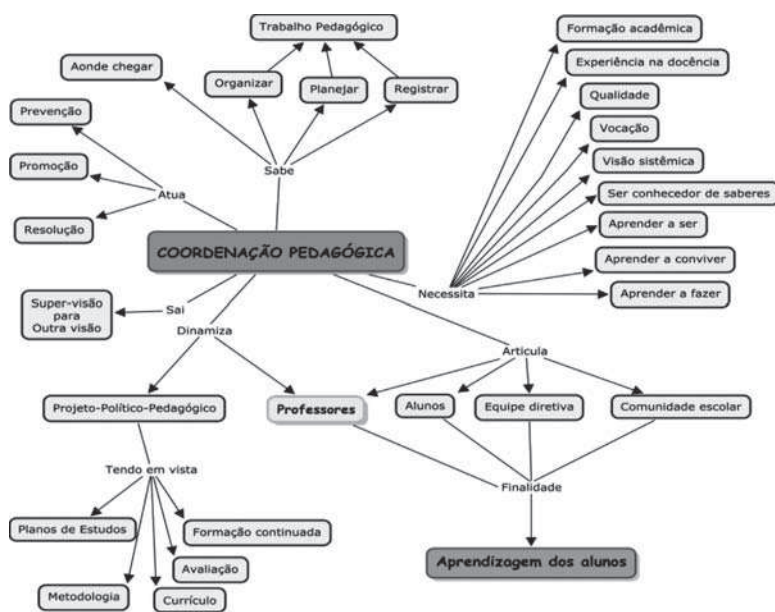 Trabalho Pedagógico
Aonde chegar
Organizar
Planejar
Registrar
Sabe
Prevenção
Promoção
Resolução
Atua
Formação acadêmica
Experiência na docência
Qualidade
Vocação
Visão sistêmica
Ser conhecedor de saberes
Aprender a ser
Aprender a conviver
Aprender a fazer
Necessita
COORDENAÇÃO PEDAGÓGICA
Super-visão
para
Outra visão
Sai
Dinamiza
Articula
Projeto-Político-Pedagógico
Professores
Alunos
Equipe diretiva
Comunidade escolar
Tendo em vista
Finalidade
Planos de Estudos
Formação continuada
Avaliação
Metodologia
Currículo
Aprendizagem dos alunos